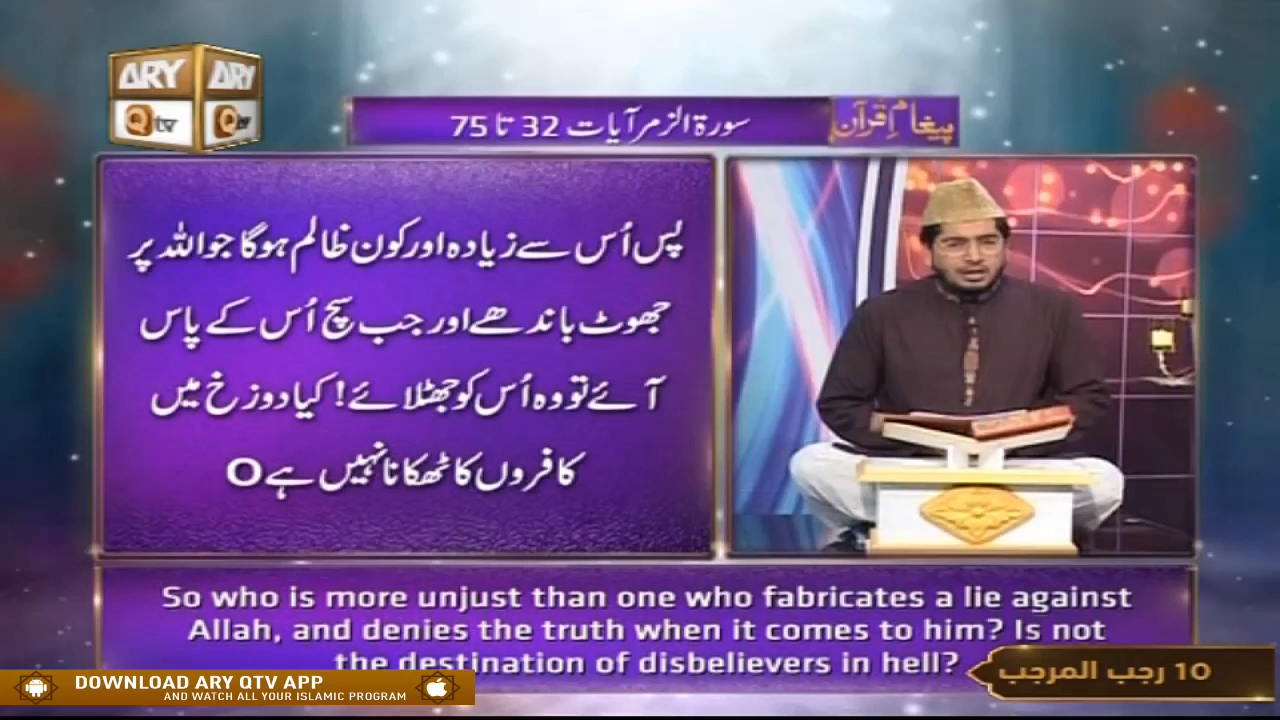 ARY ARY
Qtv Qtv
پیغامِ قرآن
سورۃ الزمر آیات 32 تا 75
پس اُس سے زیادہ اور کون ظالم ہوگا جو اللہ پر
جھوٹ باندھے اور جب سچ اُس کے پاس
آئے تو وہ اُس کو جھٹلائے! کیا دوزخ میں
کافروں کا ٹھکانا نہیں ہے O
So who is more unjust than one who fabricates a lie against
Allah, and denies the truth when it comes to him? Is not
the destination of disbelievers in hell?
10 رجب المرجب
DOWNLOAD ARY QTV APP
AND WATCH ALL YOUR ISLAMIC PROGRAM